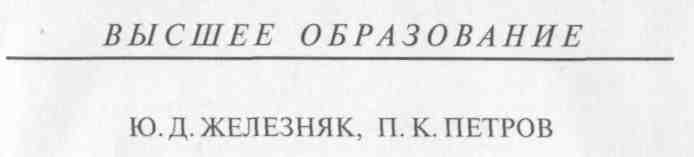 ВЫСШЕЕ ОБРАЗОВАНИЕ
Ю. Д. ЖЕЛЕЗНЯК, П. К. ПЕТРОВ